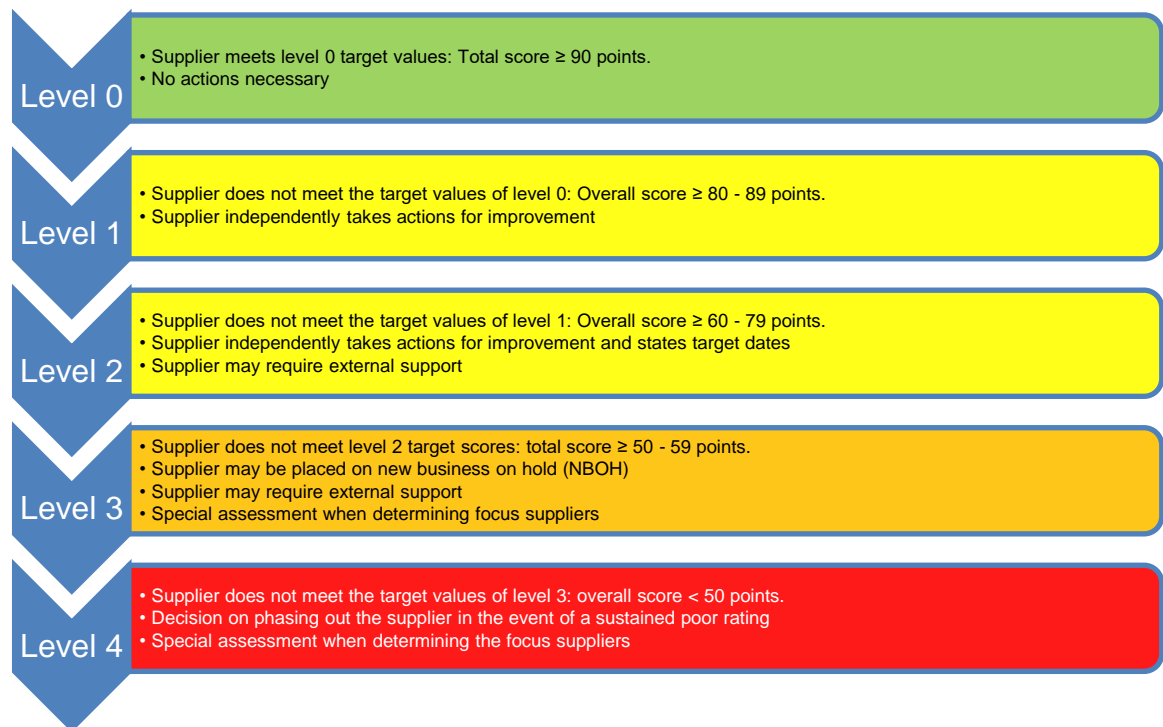 Level 0
• Supplier meets level 0 target values: Total score ≥ 90 points.
• No actions necessary
Level 1
• Supplier does not meet the target values of level 0: Overall score ≥ 80 - 89 points.
• Supplier independently takes actions for improvement
Level 2
• Supplier does not meet the target values of level 1: Overall score ≥ 60 - 79 points.
• Supplier independently takes actions for improvement and states target dates
• Supplier may require external support
Level 3
• Supplier does not meet level 2 target scores: total score ≥ 50 - 59 points.
• Supplier may be placed on new business on hold (NBOH)
• Supplier may require external support
• Special assessment when determining focus suppliers
Level 4
• Supplier does not meet the target values of level 3: overall score < 50 points.
• Decision on phasing out the supplier in the event of a sustained poor rating
• Special assessment when determining the focus suppliers